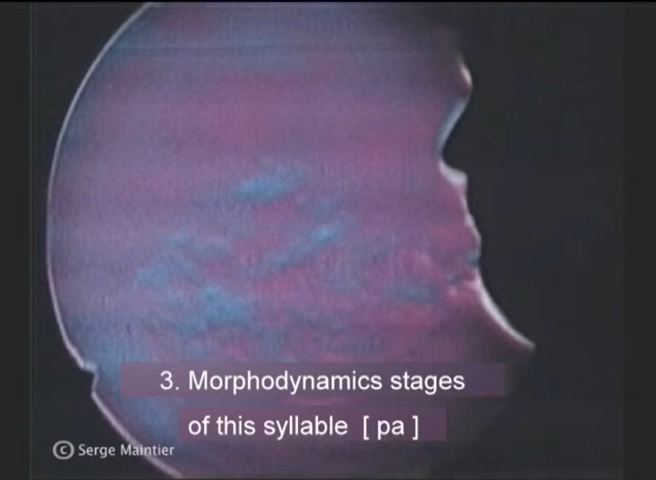 3. Morphodynamics stages
of this syllable [ pa ]
© Serge Maintier